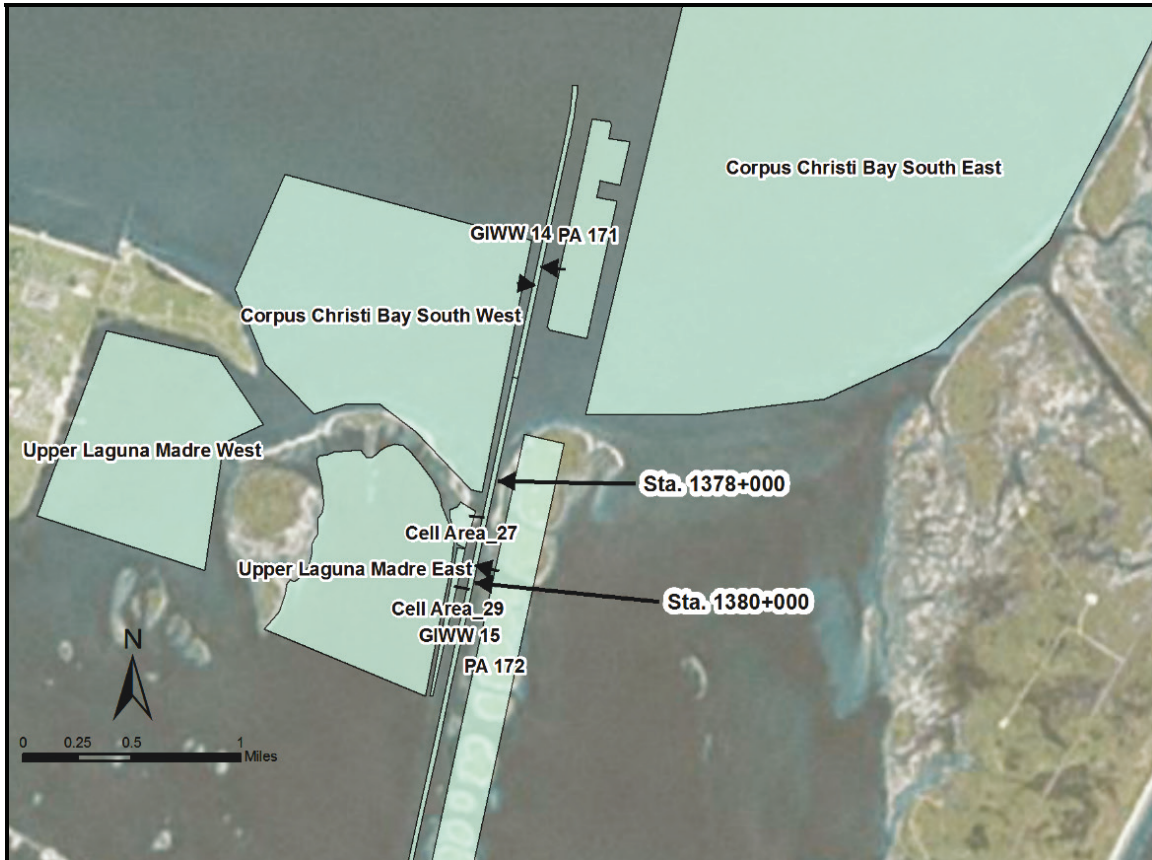 Corpus Christi Bay South East
GIWW 14 PA 171
Corpus Christi Bay South West
Upper Laguna Madre West
Sta. 1378+000
Cell Area_27
Upper Laguna Madre East
Sta. 1380+000
Cell Area_29
GIWW 15
PA 172
N
0 0.25 0.5 1
Miles